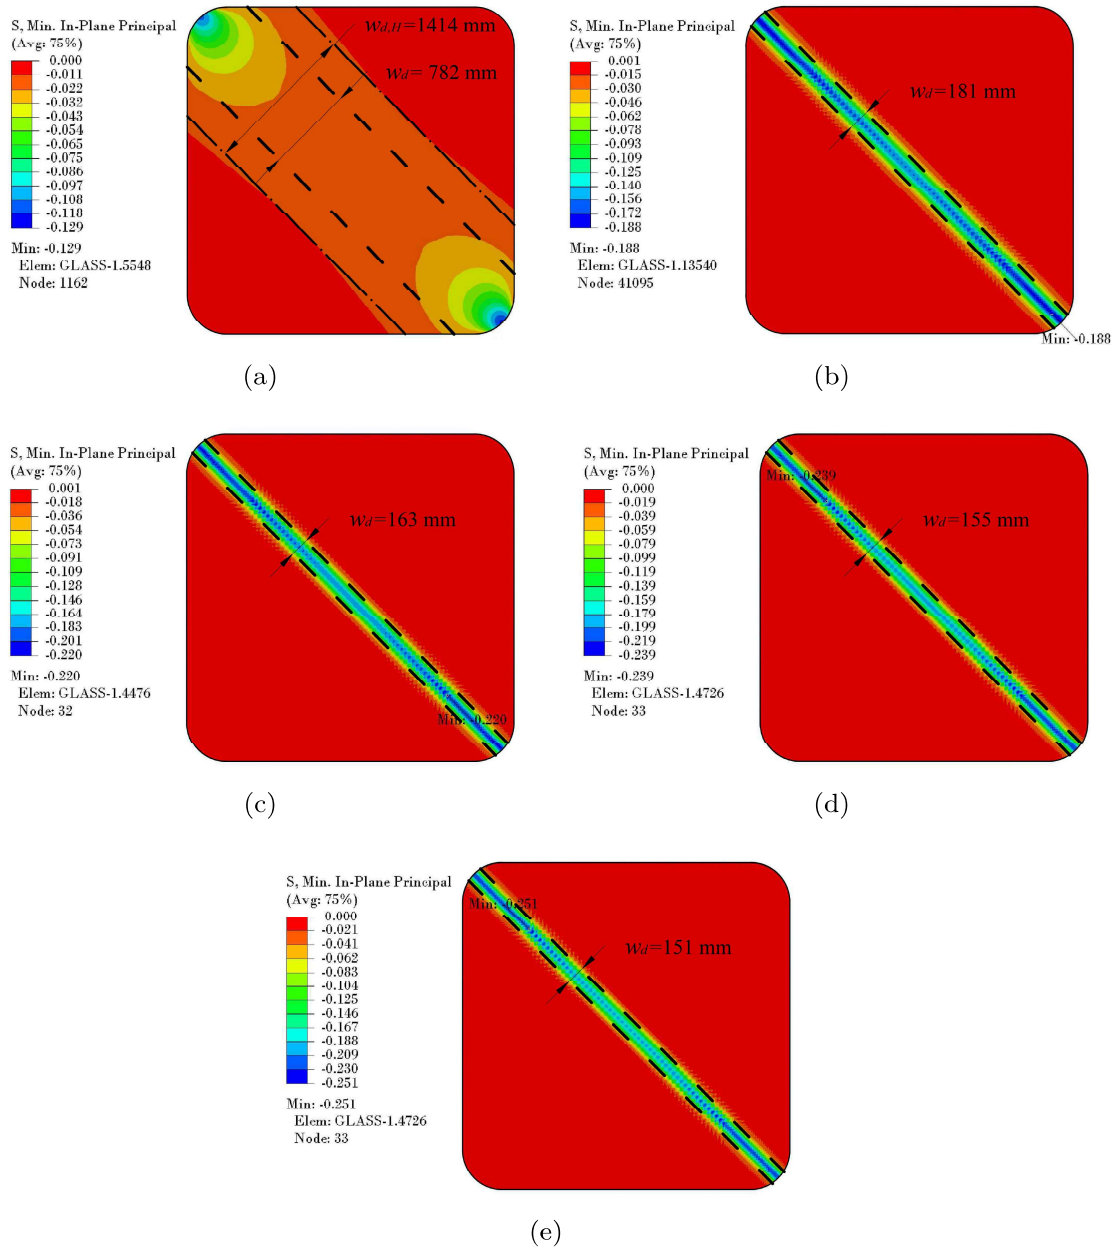 S, Min. In-Plane Principal
(Avg: 75%)
0.000
-0.011
-0.022
-0.032
-0.043
-0.054
-0.065
-0.075
-0.086
-0.097
-0.108
-0.118
-0.129
Min: -0.129
Elem: GLASS-1.5548
Node: 1162
wd,H=1414 mm
wd= 782 mm
(a)
S, Min. In-Plane Principal
(Avg: 75%)
0.001
-0.015
-0.030
-0.046
-0.062
-0.078
-0.093
-0.109
-0.125
-0.140
-0.156
-0.172
-0.188
Min: -0.188
Elem: GLASS-1.13540
Node: 41095
wd=181 mm
Min: -0.188
(b)
S, Min. In-Plane Principal
(Avg: 75%)
0.001
-0.018
-0.036
-0.054
-0.073
-0.091
-0.109
-0.128
-0.146
-0.164
-0.183
-0.201
-0.220
Min: -0.220
Elem: GLASS-1.4476
Node: 32
wd=163 mm
Min: -0.220
(c)
S, Min. In-Plane Principal
(Avg: 75%)
0.000
-0.019
-0.039
-0.059
-0.079
-0.099
-0.119
-0.139
-0.159
-0.179
-0.199
-0.219
-0.239
Min: -0.239
Elem: GLASS-1.4726
Node: 33
Min: -0.239
wd=155 mm
(d)
S, Min. In-Plane Principal
(Avg: 75%)
0.000
-0.021
-0.041
-0.062
-0.083
-0.104
-0.125
-0.146
-0.167
-0.188
-0.209
-0.230
-0.251
Min: -0.251
Elem: GLASS-1.4726
Node: 33
Min: -0.251
wd=151 mm
(e)